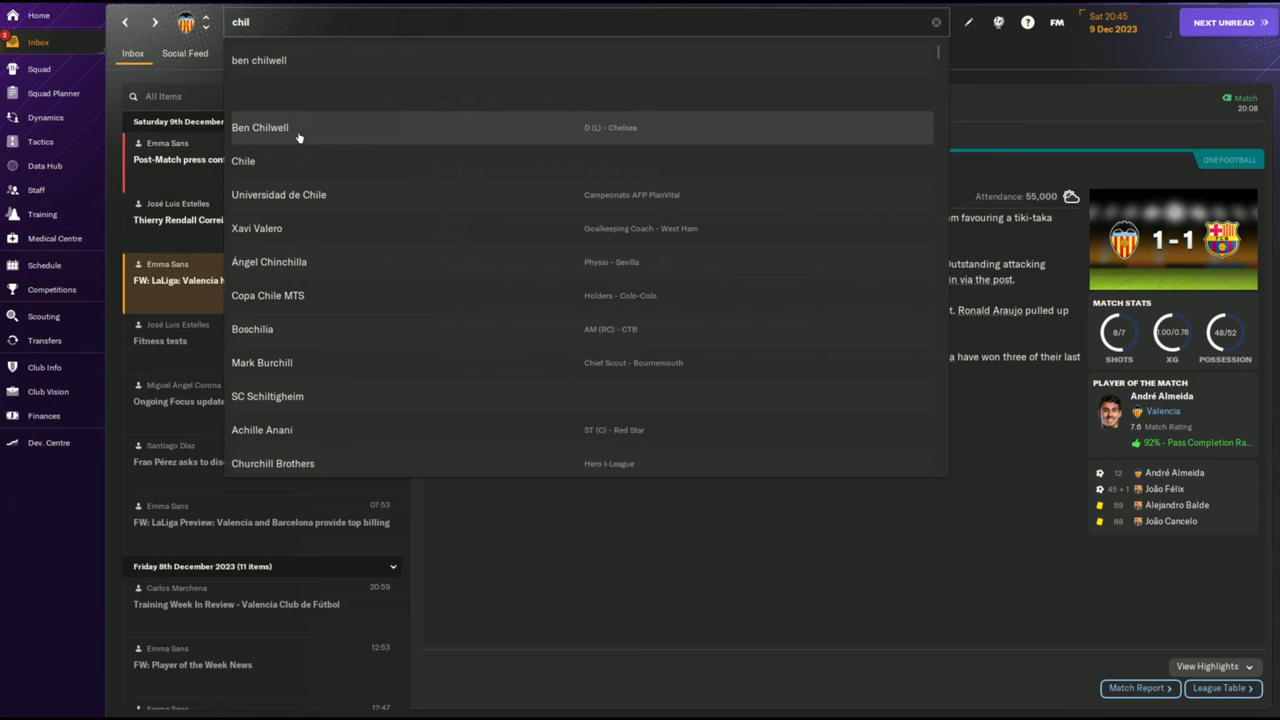 Home
chil
Sat 20:45
9 Dec 2023
FM
NEXT UNREAD
2
Inbox
Inbox
Social Feed
Squad
Squad Planner
Dynamics
Tactics
Data Hub
Staff
Training
Medical Centre
Schedule
Competitions
Scouting
Transfers
Club Info
Club Vision
Finances
Dev. Centre
All Items
Saturday 9th December
Emma Sans
Post-Match press con
José Luis Estelles
Thierry Rendall Correi
Emma Sans
FW: LaLiga: Valencia h
José Luis Estelles
Fitness tests
Miguel Ángel Corona
Ongoing Focus update
Santiago Díaz
Fran Pérez asks to dis
Emma Sans
07:53
FW: LaLiga Preview: Valencia and Barcelona provide top billing
Friday 8th December 2023 (11 items)
Carlos Marchena
20:59
Training Week In Review - Valencia Club de Fútbol
Emma Sans
12:53
FW: Player of the Week News
Emma Sans
12:47
ben chilwell
Ben Chilwell
D (L) - Chelsea
Chile
Universidad de Chile
Campeonato AFP PlanVital
Xavi Valero
Goalkeeping Coach - West Ham
Ángel Chinchilla
Physio - Sevilla
Copa Chile MTS
Holders - Colo-Colo
Boschilia
AM (RC) - CTB
Mark Burchill
Chief Scout - Bournemouth
SC Schiltigheim
Achille Anani
ST (C) - Red Star
Churchill Brothers
Hero I-League
Match
20:08
ONEFOOTBALL
Attendance: 55,000
m favouring a tiki-taka
outstanding attacking
in via the post.
t. Ronald Araujo pulled up
a have won three of their last
1-1
MATCH STATS
8/7
1.00/0.76
48/52
SHOTS
XG
POSSESSION
PLAYER OF THE MATCH
André Almeida
Valencia
7.6 Match Rating
92% - Pass Completion Ra...
12 André Almeida
45 + 1 João Félix
59 Alejandro Balde
88 João Cancelo
View Highlights
Match Report
League Table